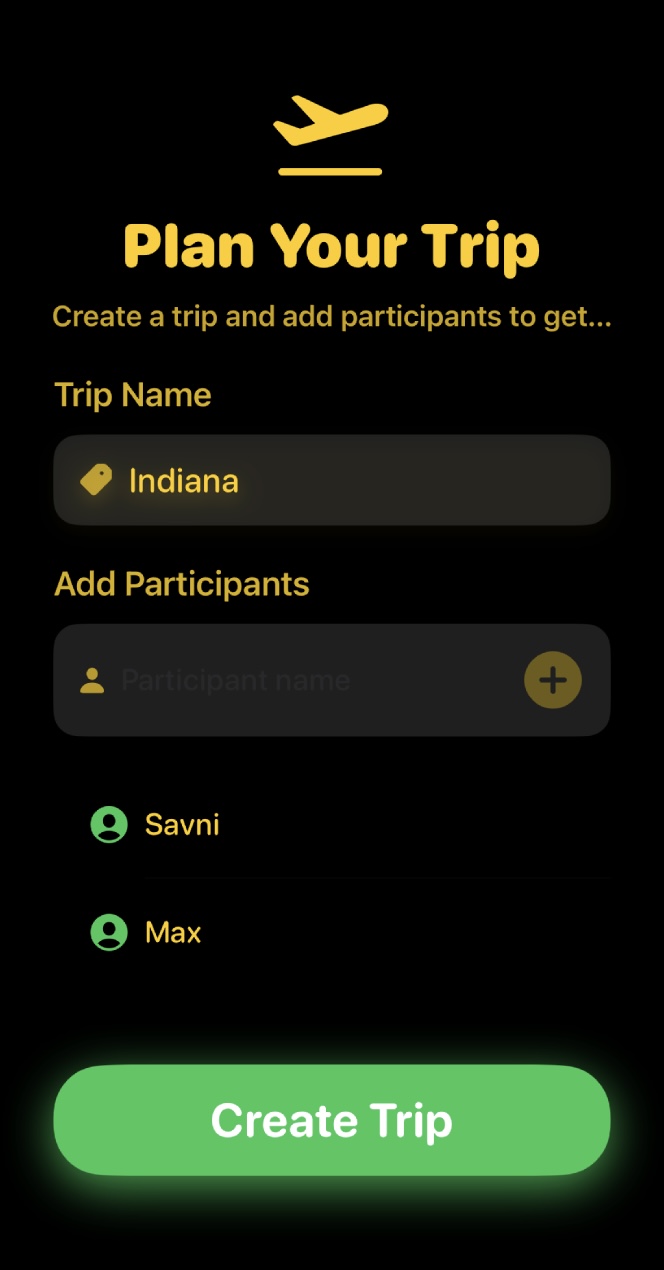 Plan Your Trip
Create a trip and add participants to get...
Trip Name
Indiana
Add Participants
Participant name
Savni
Max
Create Trip